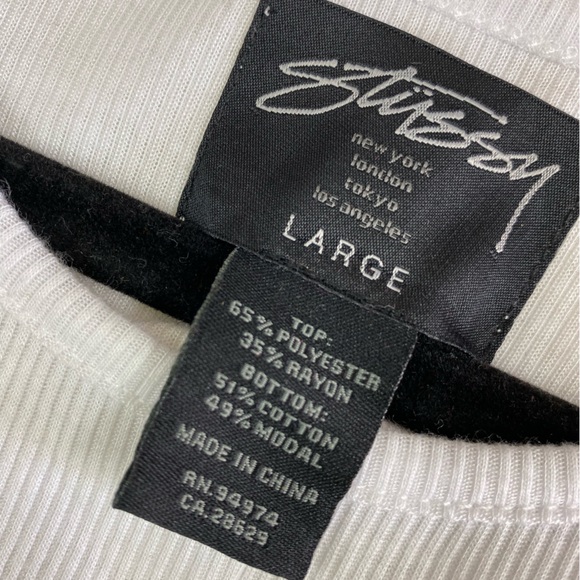 stüssy
new york
london
tokyo
los angeles
LARGE
TOP:
65% POLYESTER
35% RAYON
BOTTOM:
51% COTTON
49% MODAL
MADE IN CHINA
RN.94974
CA.28629